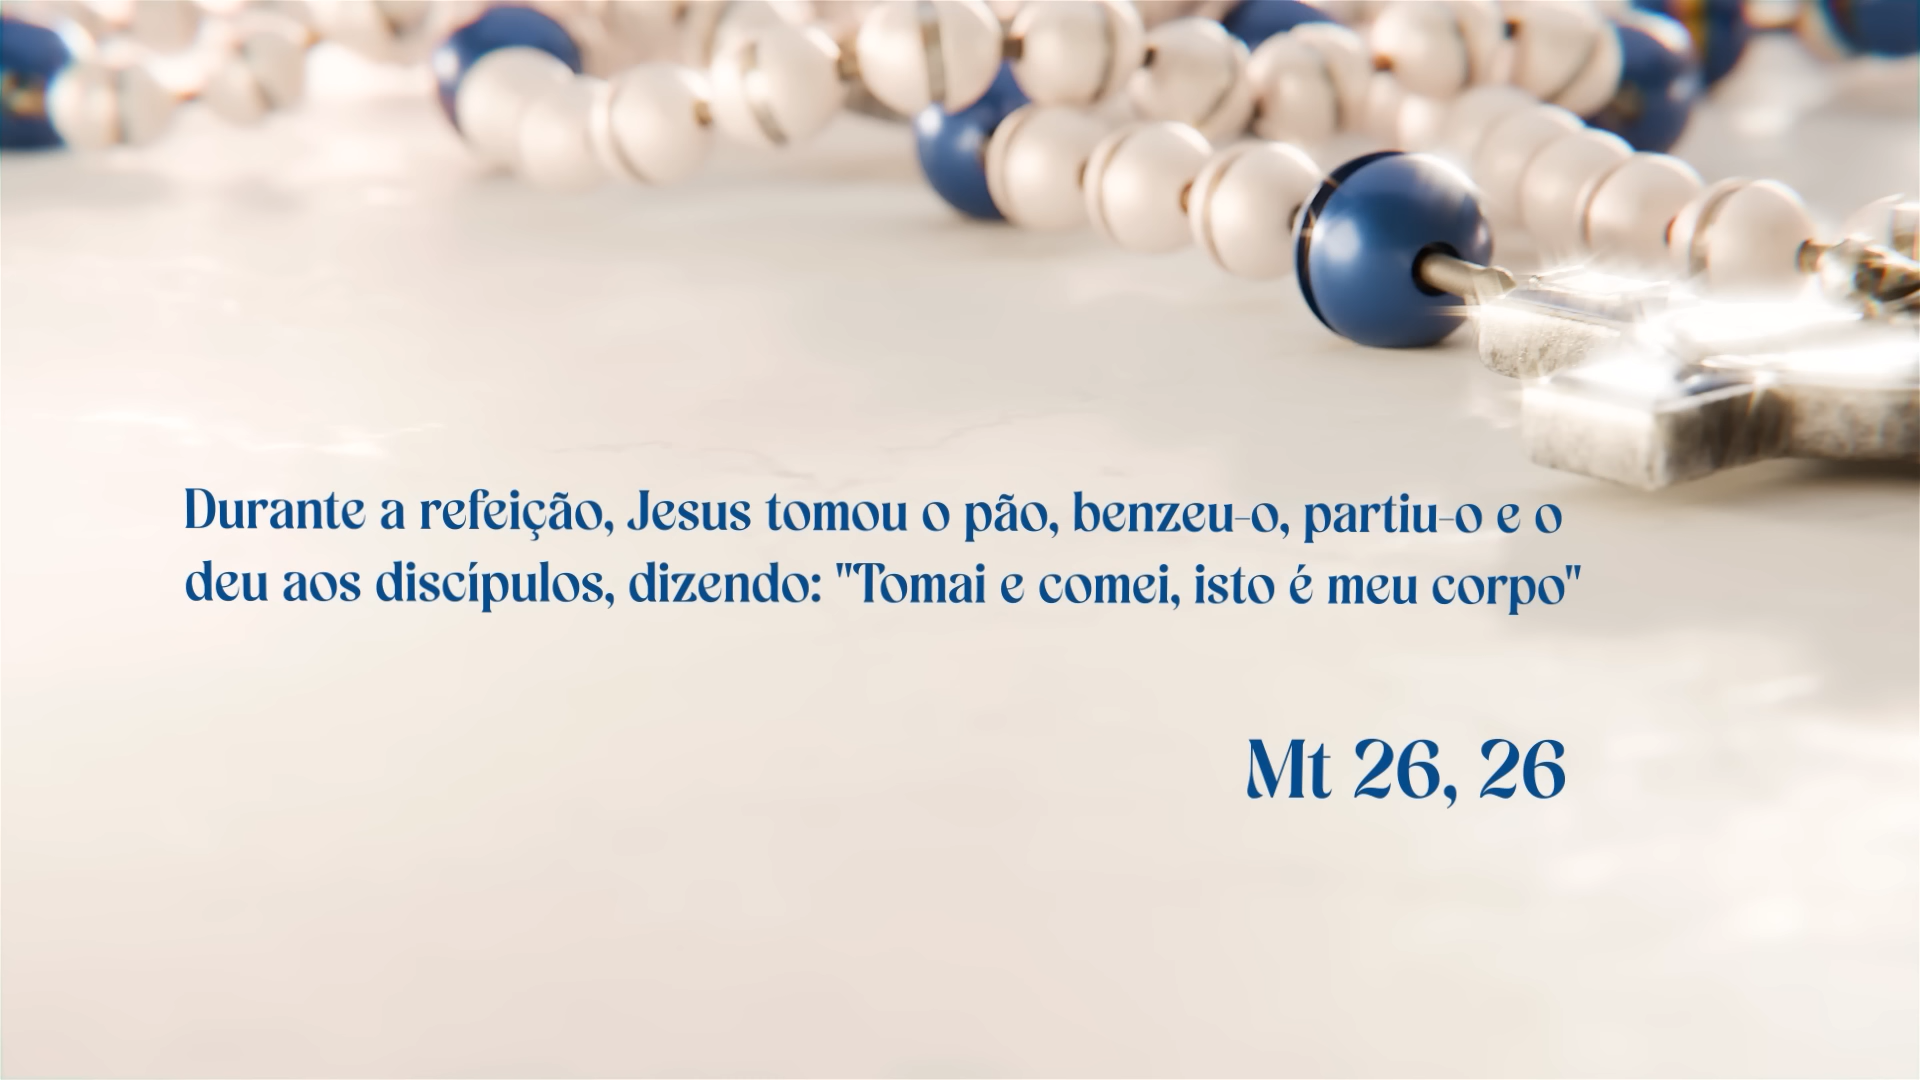 Durante a refeição, Jesus tomou o pão, benzeu-o, partiu-o e o
deu aos discípulos, dizendo: "Tomai e comei, isto é meu corpo"
Mt 26, 26